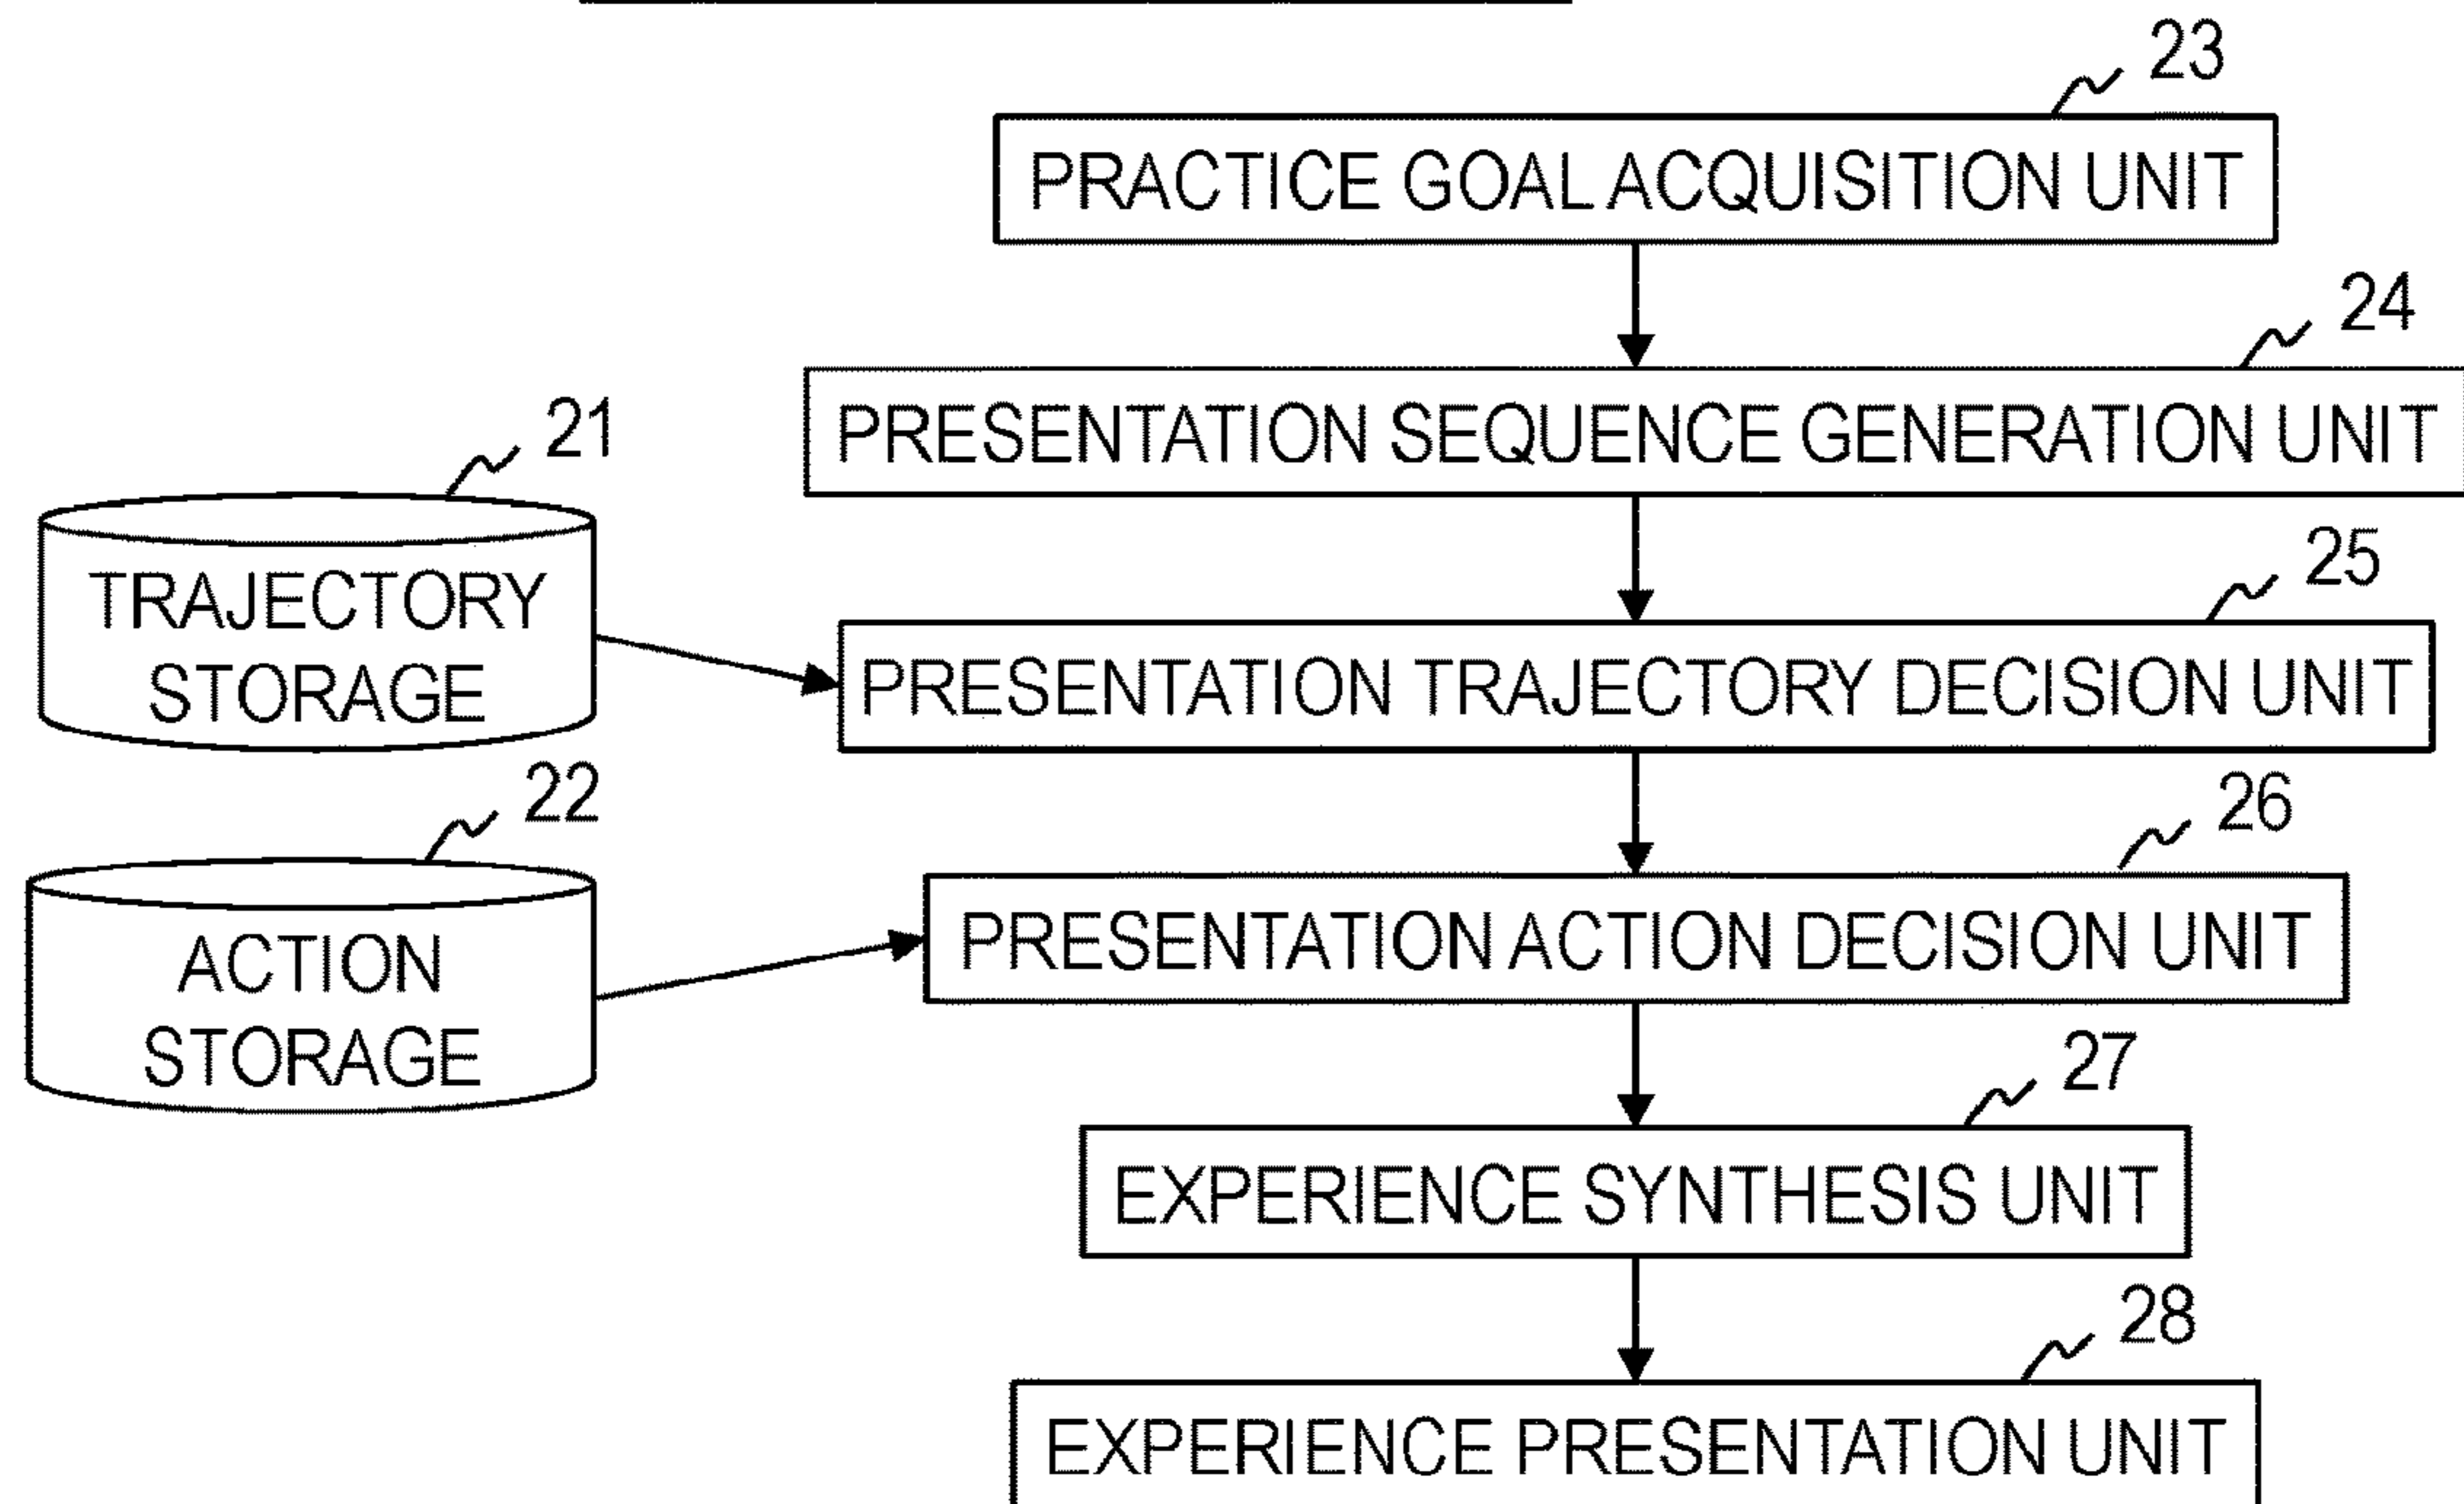 23
PRACTICE GOAL ACQUISITION UNIT
24
PRESENTATION SEQUENCE GENERATION UNIT
21
TRAJECTORY
STORAGE
25
PRESENTATION TRAJECTORY DECISION UNIT
22
ACTION
STORAGE
26
PRESENTATION ACTION DECISION UNIT
27
EXPERIENCE SYNTHESIS UNIT
28
EXPERIENCE PRESENTATION UNIT